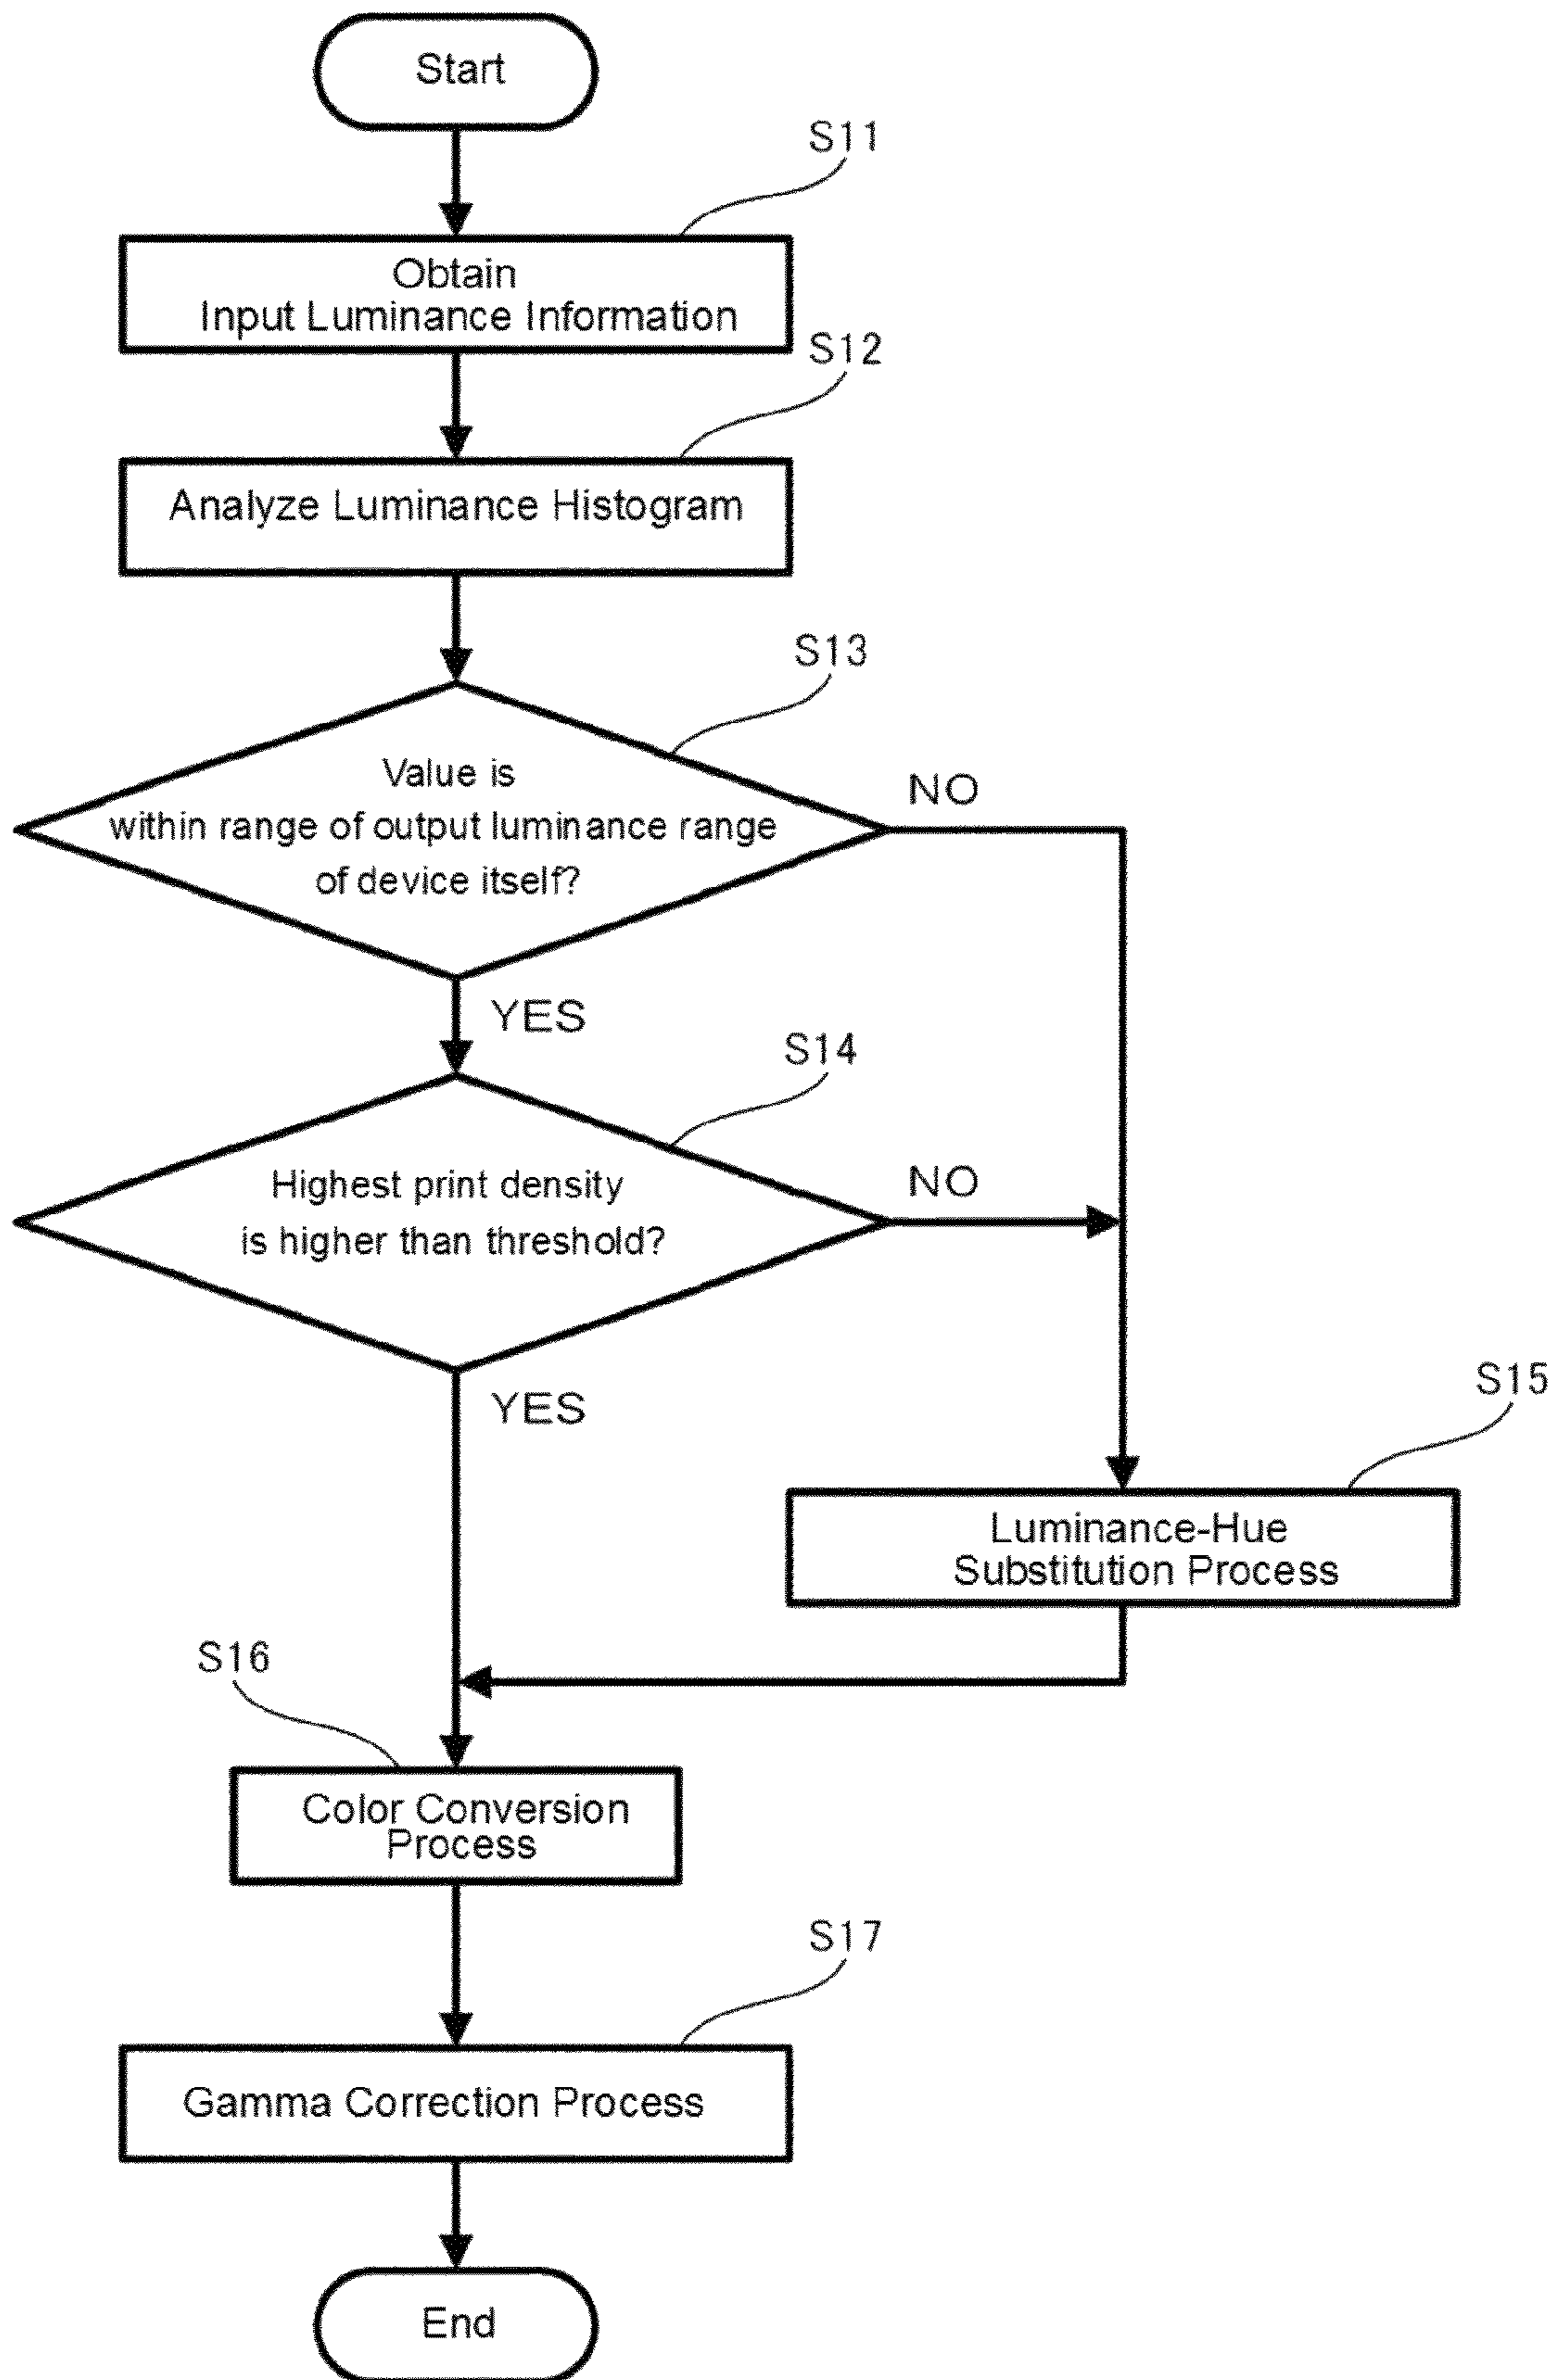 Start
S11
Obtain
Input Luminance Information
S12
Analyze Luminance Histogram
S13
Value is
within range of output luminance range
of device itself?
NO
YES
S14
Highest print density
is higher than threshold?
NO
YES
S15
Luminance-Hue
Substitution Process
S16
Color Conversion
Process
S17
Gamma Correction Process
End